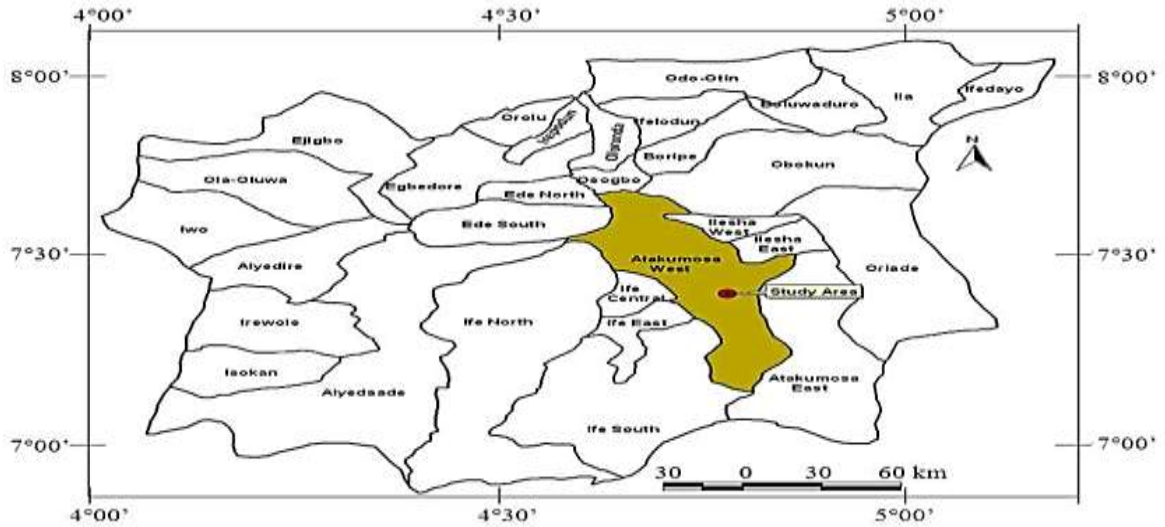 4°00'
4°30'
5°00'
8°00'
8°00'
Odo-Otin
Ila
Ifedayo
Boluwaduro
Orolu
Irepodun
Olorunda
Ifelodun
Ejigbo
N
Boripe
Obokun
Ola-Oluwa
Egbedore
Osogbo
Ede North
Iwo
Ede South
Ilesha
West
Ilesha
East
7°30'
7°30'
Atakumosa
West
Aiyedire
Oriade
Ife
Central
Study Area
Irewole
Ife North
Ife East
Isokan
Aiyedaade
Atakumosa
East
Ife South
7°00'
7°00'
30 0 30 60 km
4°00'
4°30'
5°00'